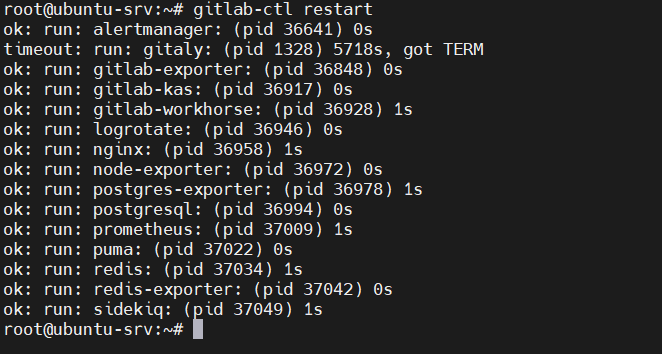 root@ubuntu-srv:~# gitlab-ctl restart
ok: run: alertmanager: (pid 36641) 0s
timeout: run: gitaly: (pid 1328) 5718s, got TERM
ok: run: gitlab-exporter: (pid 36848) 0s
ok: run: gitlab-kas: (pid 36917) 0s
ok: run: gitlab-workhorse: (pid 36928) 1s
ok: run: logrotate: (pid 36946) 0s
ok: run: nginx: (pid 36958) 1s
ok: run: node-exporter: (pid 36972) 0s
ok: run: postgres-exporter: (pid 36978) 1s
ok: run: postgresql: (pid 36994) 0s
ok: run: prometheus: (pid 37009) 1s
ok: run: puma: (pid 37022) 0s
ok: run: redis: (pid 37034) 1s
ok: run: redis-exporter: (pid 37042) 0s
ok: run: sidekiq: (pid 37049) 1s
root@ubuntu-srv:~#